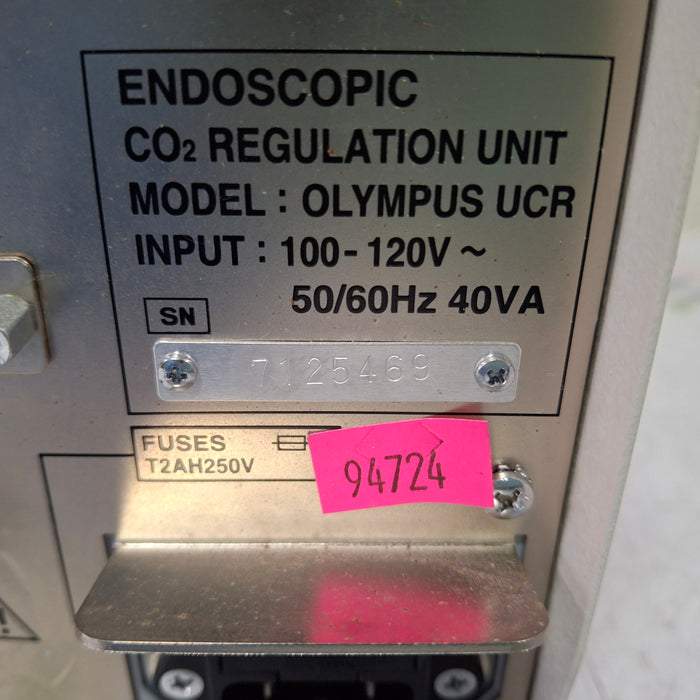 ENDOSCOPIC
CO₂ REGULATION UNIT
MODEL : OLYMPUS UCR
INPUT : 100-120V ~
50/60Hz 40VA
SN
7125469
FUSES
T2AH250V
94724